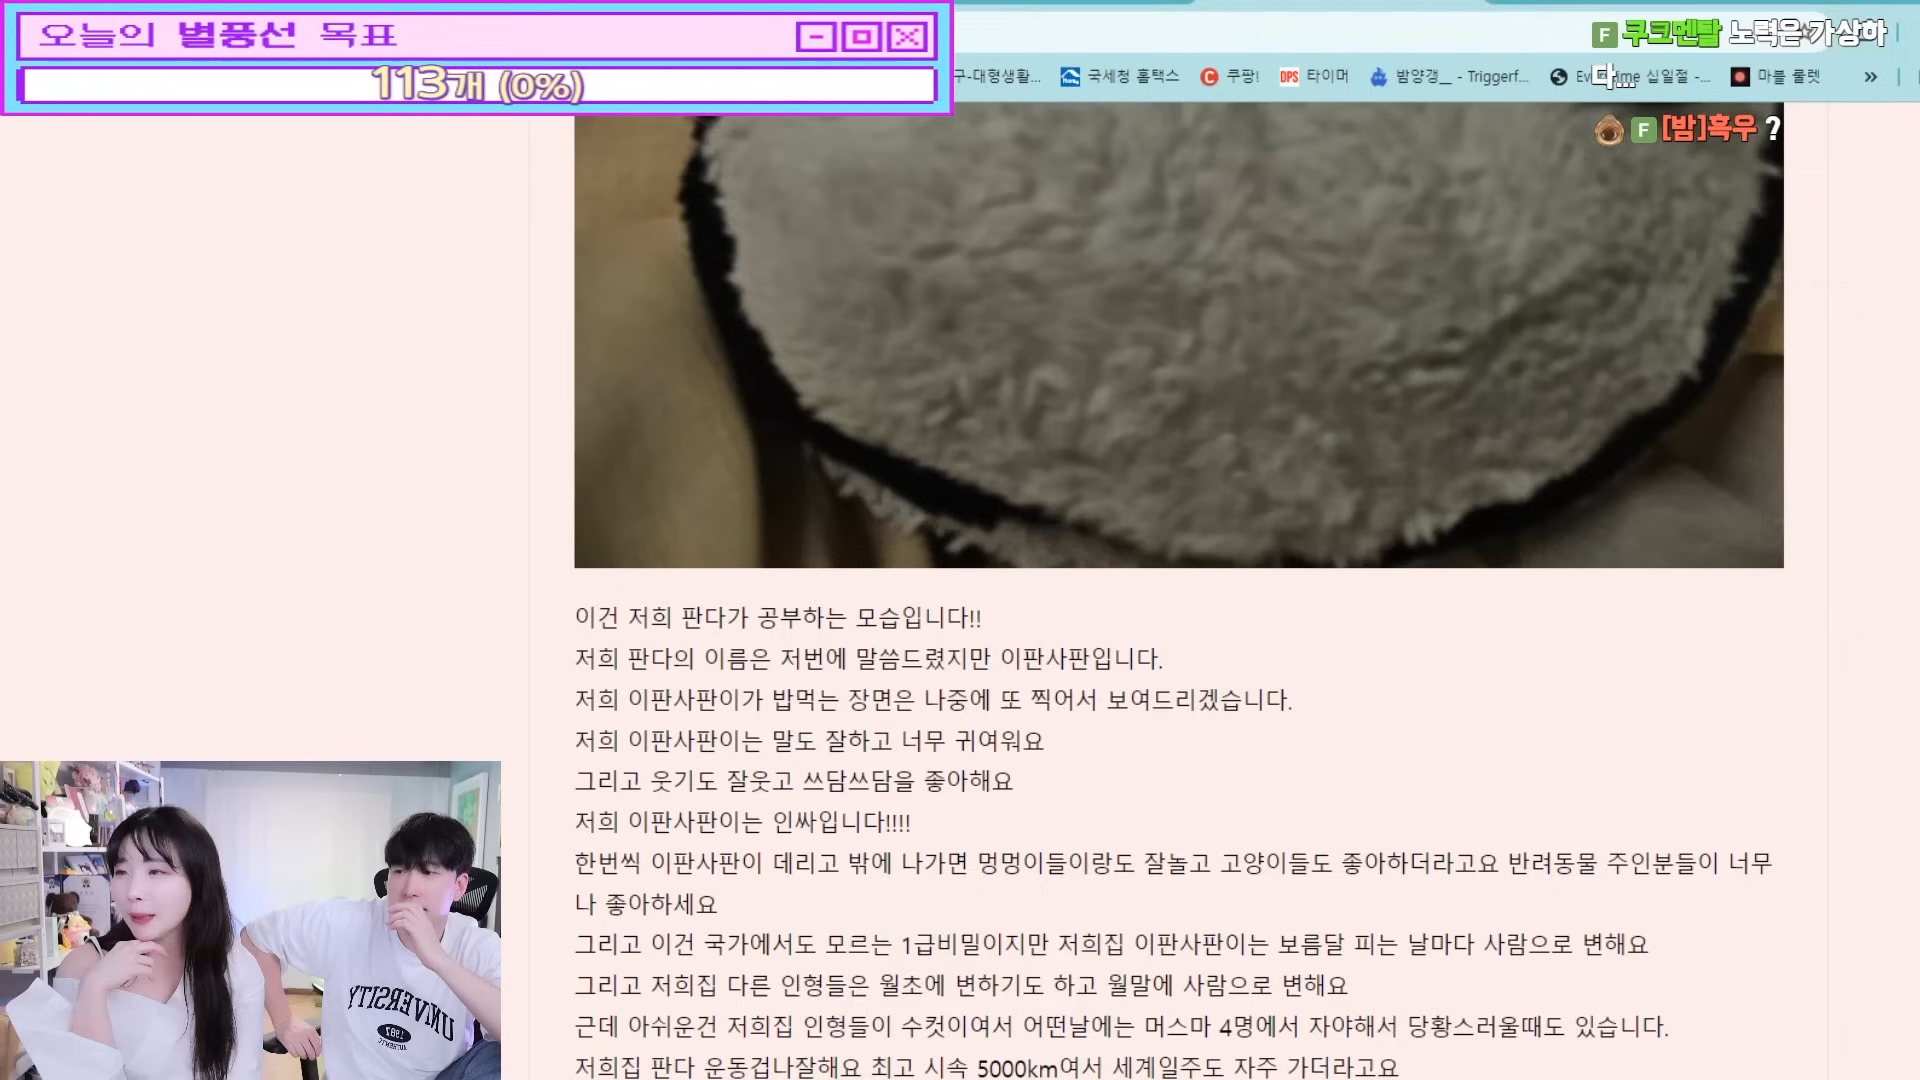 오늘의 별풍선 목표
113개 (0%)
구-대형생활...
국세청 홈택스
쿠팡!
DPS 타이머
밤양갱__ - Triggerf...
십일절 -...
마블 룰렛
»
F 쿠크멘탈 노력은 가상하
다...
F [밤]흑우 ?
이건 저희 판다가 공부하는 모습입니다!!
저희 판다의 이름은 저번에 말씀드렸지만 이판사판입니다.
저희 이판사판이가 밥먹는 장면은 나중에 또 찍어서 보여드리겠습니다.
저희 이판사판이는 말도 잘하고 너무 귀여워요
그리고 웃기도 잘웃고 쓰담쓰담을 좋아해요
저희 이판사판이는 인싸입니다!!!!
한번씩 이판사판이 데리고 밖에 나가면 멍멍이들이랑도 잘놀고 고양이들도 좋아하더라고요 반려동물 주인분들이 너무
나 좋아하세요
그리고 이건 국가에서도 모르는 1급비밀이지만 저희집 이판사판이는 보름달 피는 날마다 사람으로 변해요
그리고 저희집 다른 인형들은 월초에 변하기도 하고 월말에 사람으로 변해요
근데 아쉬운건 저희집 인형들이 수컷이여서 어떤날에는 머스마 4명에서 자야해서 당황스러울때도 있습니다.
저희집 판다 운동겁나잘해요 최고 시속 5000km여서 세계일주도 자주 가더라고요
UNIVERSITY
1987
AUTHENTIC